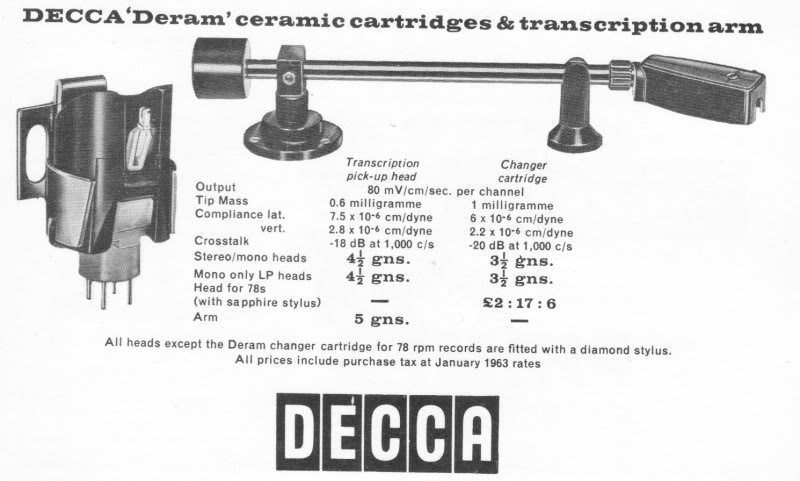 DECCA 'Deram' ceramic cartridges & transcription arm
Transcription pick-up head Changer cartridge
Output 80 mV/cm/sec. per channel
Tip Mass 0.6 milligramme 1 milligramme
Compliance lat. 7.5 x 10-6 cm/dyne 6 x 10-6 cm/dyne
vert. 2.8 x 10-6 cm/dyne 2.2 x 10-6 cm/dyne
Crosstalk -18 dB at 1,000 c/s -20 dB at 1,000 c/s
Stereo/mono heads 4½ gns. 3½ gns.
Mono only LP heads 4½ gns. 3½ gns.
Head for 78s
(with sapphire stylus) — £2 : 17 : 6
Arm 5 gns. —
All heads except the Deram changer cartridge for 78 rpm records are fitted with a diamond stylus.
All prices include purchase tax at January 1963 rates
DECCA